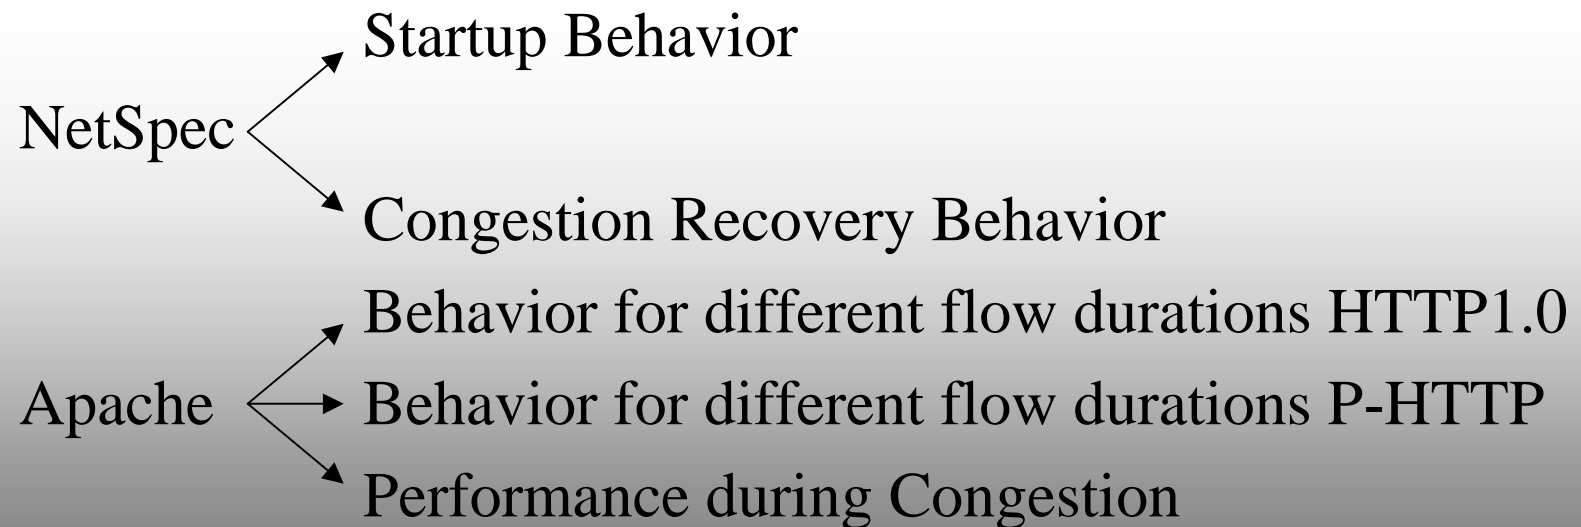 Startup Behavior
NetSpec
Congestion Recovery Behavior
Behavior for different flow durations HTTP1.0
Apache Behavior for different flow durations P-HTTP
Performance during Congestion